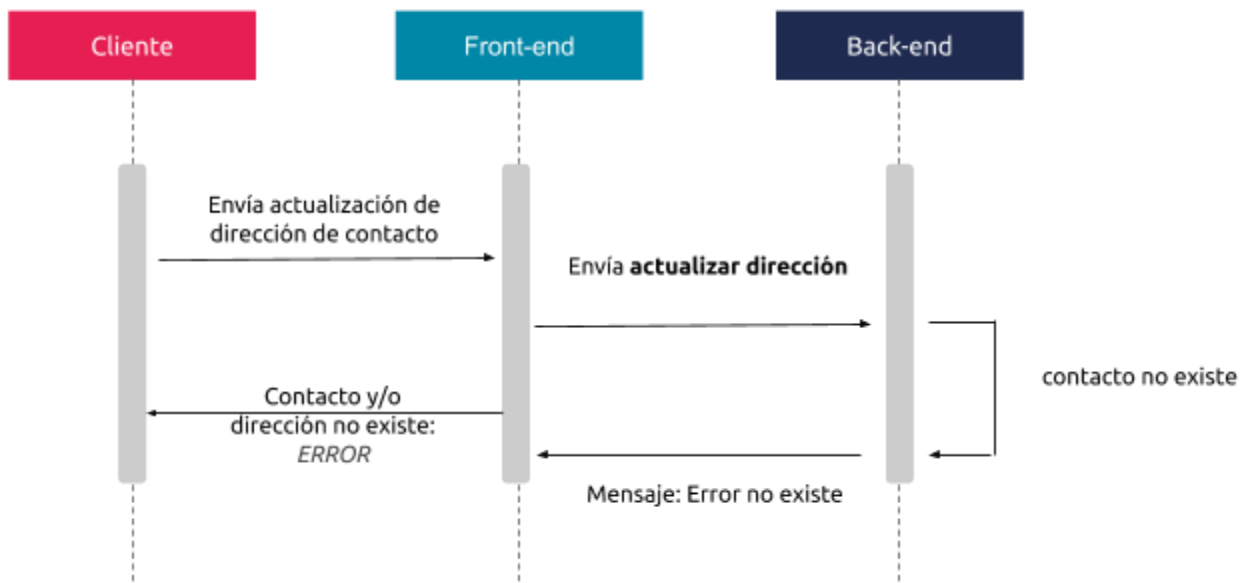 Cliente
Front-end
Back-end
Envía actualización de
dirección de contacto
Envía actualizar dirección
contacto no existe
Contacto y/o
dirección no existe:
ERROR
Mensaje: Error no existe